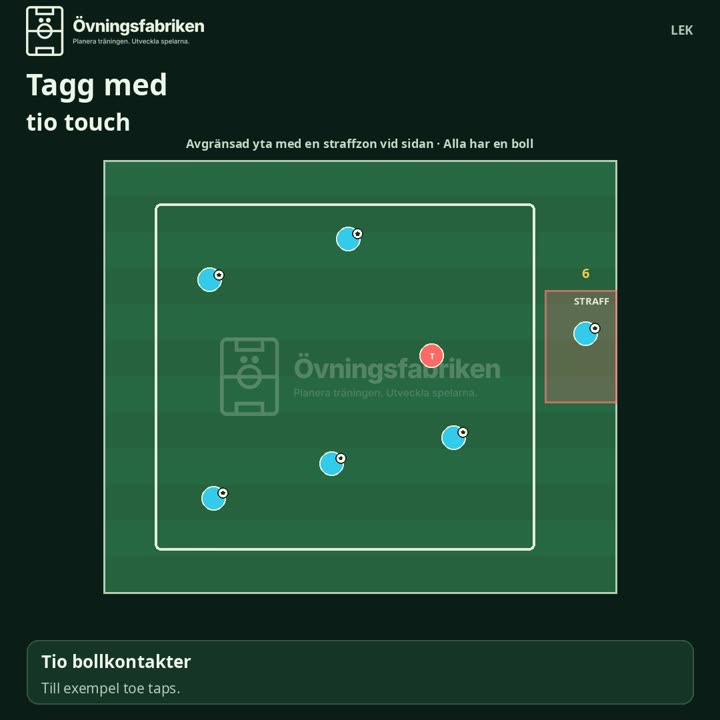 Övningsfabriken
Planera träningen. Utveckla spelarna.
LEK
Tagg med
tio touch
Avgränsad yta med en straffzon vid sidan · Alla har en boll
6
STRAFF
T
Övningsfabriken
Planera träningen. Utveckla spelarna.
Tio bollkontakter
Till exempel toe taps.